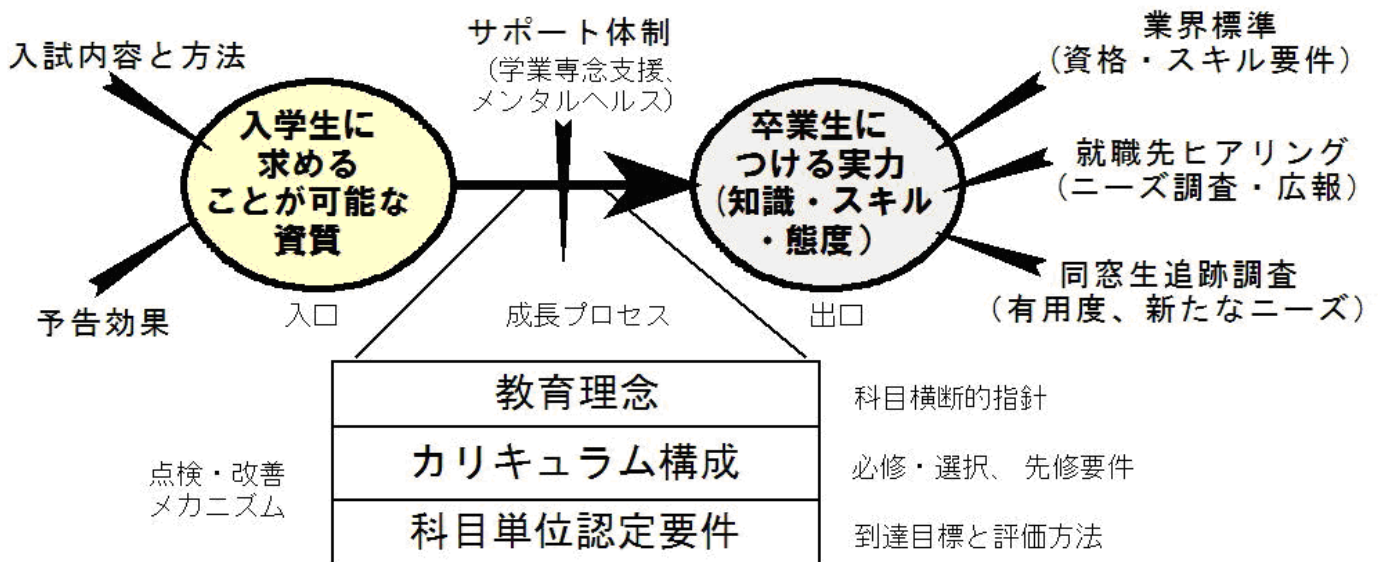 入試内容と方法
サポート体制
(学業専念支援、
メンタルヘルス)
業界標準
(資格・スキル要件)
入学生に
求める
ことが可能な
資質
卒業生に
つける実力
(知識・スキル
・態度)
就職先ヒアリング
(ニーズ調査・広報)
同窓生追跡調査
(有用度、新たなニーズ)
予告効果
入口
成長プロセス
出口
教育理念
科目横断的指針
カリキュラム構成
必修・選択、 先修要件
点検・改善
メカニズム
科目単位認定要件
到達目標と評価方法